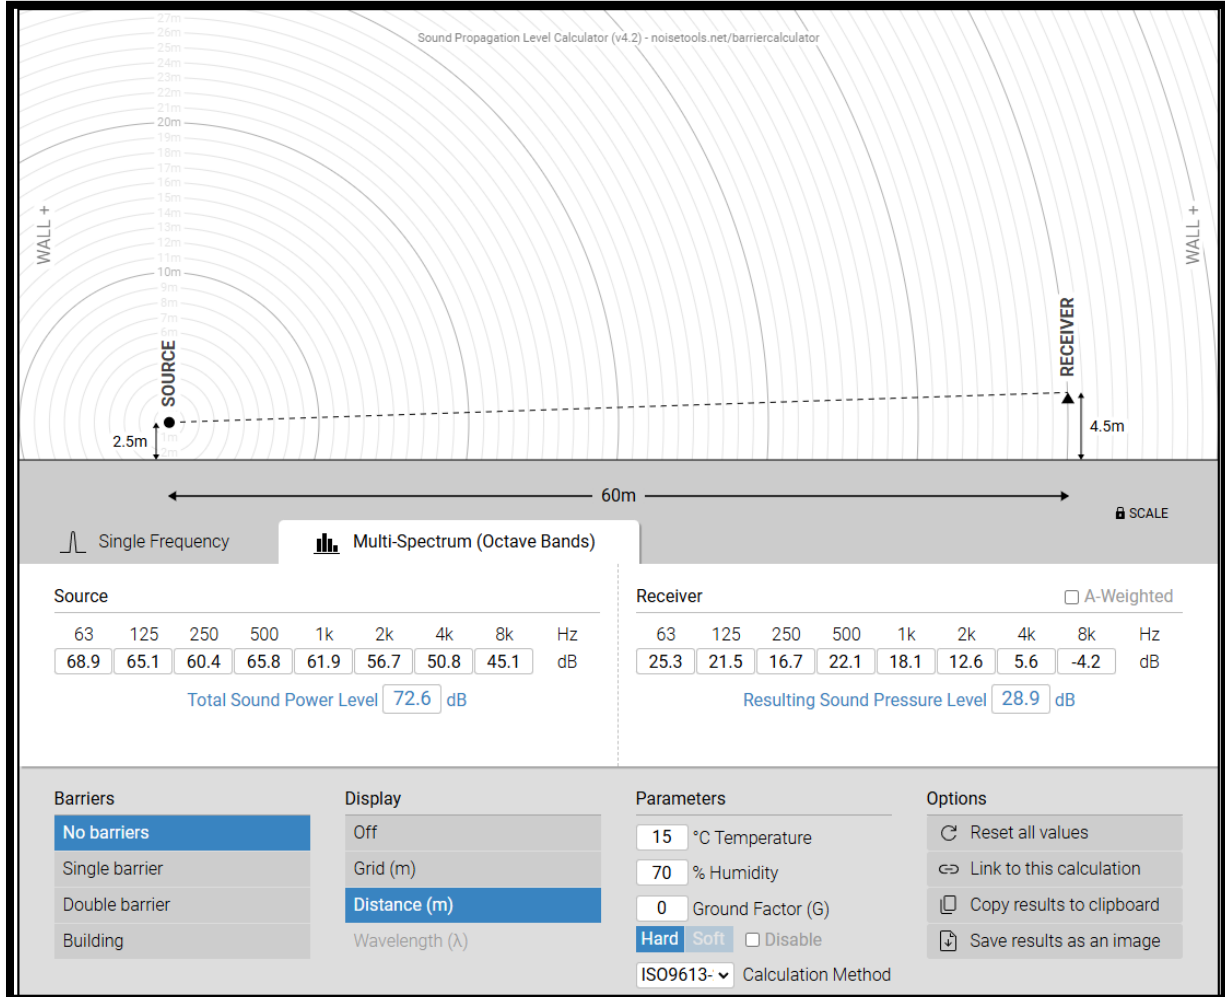 27m
26m
Sound Propagation Level Calculator (v4.2) - noisetools.net/barriercalculator
25m
24m
23m
22m
21m
20m
19m
18m
17m
16m
15m
14m
WALL +
WALL +
13m
12m
11m
10m
9m
8m
7m
6m
SOURCE
RECEIVER
2.5m
1m
2m
4.5m
60m
SCALE
Single Frequency
Multi-Spectrum (Octave Bands)
Source
63 125 250 500 1k 2k 4k 8k Hz
68.9 65.1 60.4 65.8 61.9 56.7 50.8 45.1 dB
Total Sound Power Level 72.6 dB
Receiver
A-Weighted
63 125 250 500 1k 2k 4k 8k Hz
25.3 21.5 16.7 22.1 18.1 12.6 5.6 -4.2 dB
Resulting Sound Pressure Level 28.9 dB
Barriers
No barriers
Single barrier
Double barrier
Building
Display
Off
Grid (m)
Distance (m)
Wavelength (λ)
Parameters
15 °C Temperature
70 % Humidity
0 Ground Factor (G)
Hard Soft Disable
ISO9613- Calculation Method
Options
Reset all values
Link to this calculation
Copy results to clipboard
Save results as an image